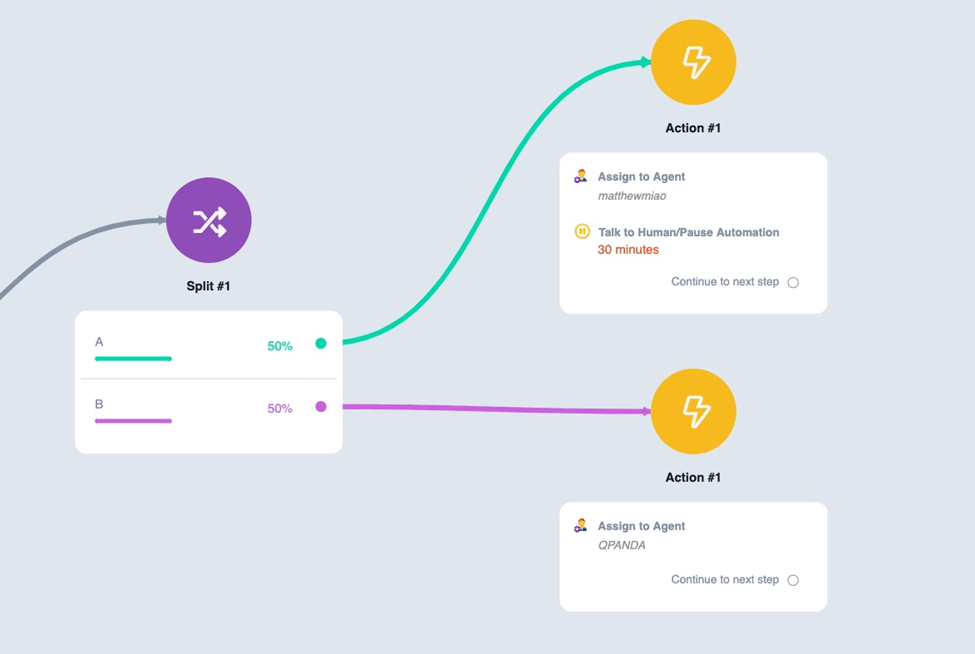 Action #1
Assign to Agent
matthewmiao
Talk to Human/Pause Automation
30 minutes
Continue to next step
Split #1
A
50%
B
50%
Action #1
Assign to Agent
QPANDA
Continue to next step